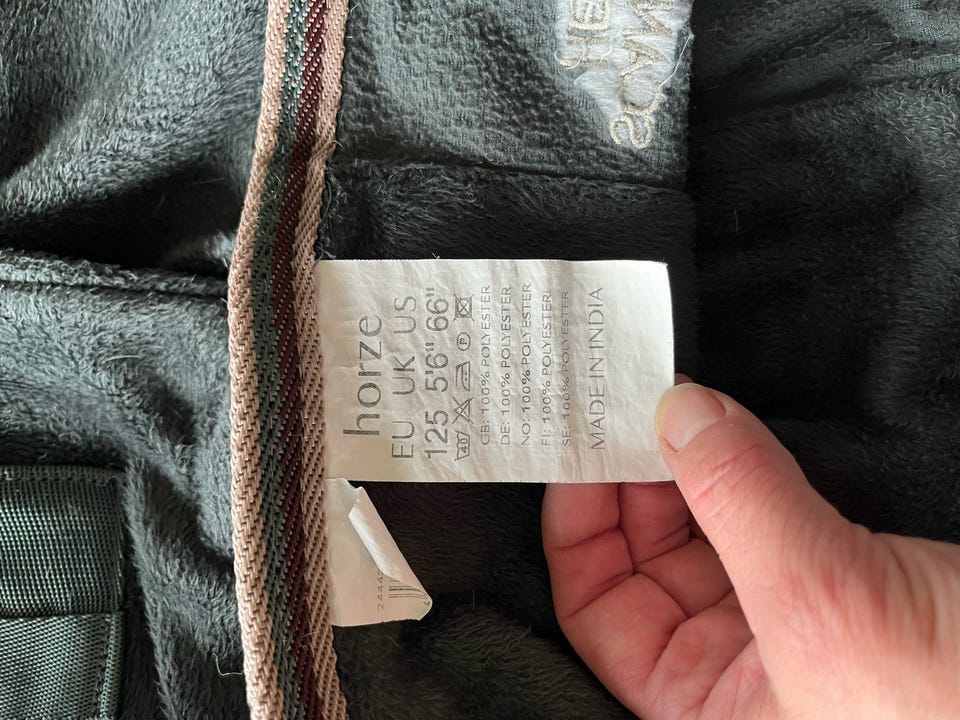 horze
EU UK US
125 5'6" 66"
40 P
GB: 100% POLYESTER
DE: 100% POLYESTER
NO: 100% POLYESTER
FI: 100% POLYESTERI
SE: 100% POLYESTER
MADE IN INDIA